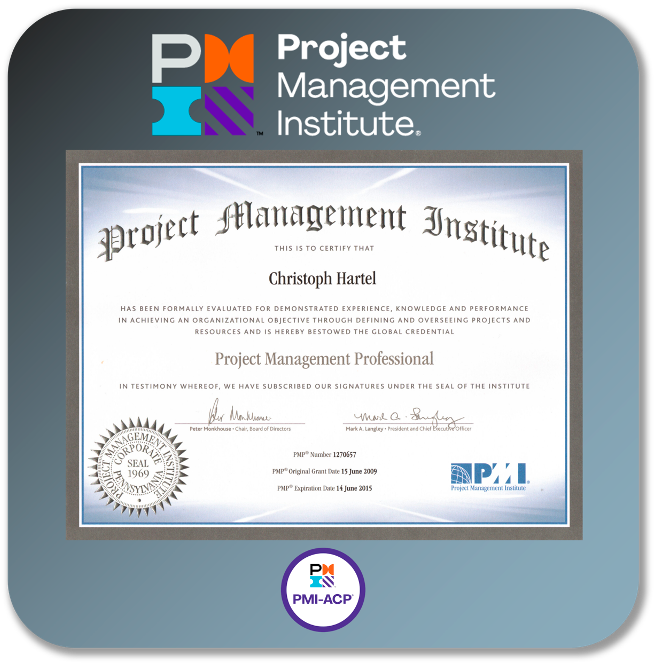 PM
™
Project
Management
Institute®
Project Management Institute
THIS IS TO CERTIFY THAT
Christoph Hartel
HAS BEEN FORMALLY EVALUATED FOR DEMONSTRATED EXPERIENCE, KNOWLEDGE AND PERFORMANCE
IN ACHIEVING AN ORGANIZATIONAL OBJECTIVE THROUGH DEFINING AND OVERSEEING PROJECTS AND
RESOURCES AND IS HEREBY BESTOWED THE GLOBAL CREDENTIAL
Project Management Professional
IN TESTIMONY WHEREOF, WE HAVE SUBSCRIBED OUR SIGNATURES UNDER THE SEAL OF THE INSTITUTE
Peter Monkhouse
Mark A. Langley
Peter Monkhouse • Chair, Board of Directors
Mark A. Langley • President and Chief Executive Officer
PROJECT MANAGEMENT INSTITUTE
CORPORATE
SEAL
1969
PENNSYLVANIA
PMP® Number 1270657
PMP® Original Grant Date 15 June 2009
PMP® Expiration Date 14 June 2015
PMI®
Project Management Institute
PM
PMI-ACP®